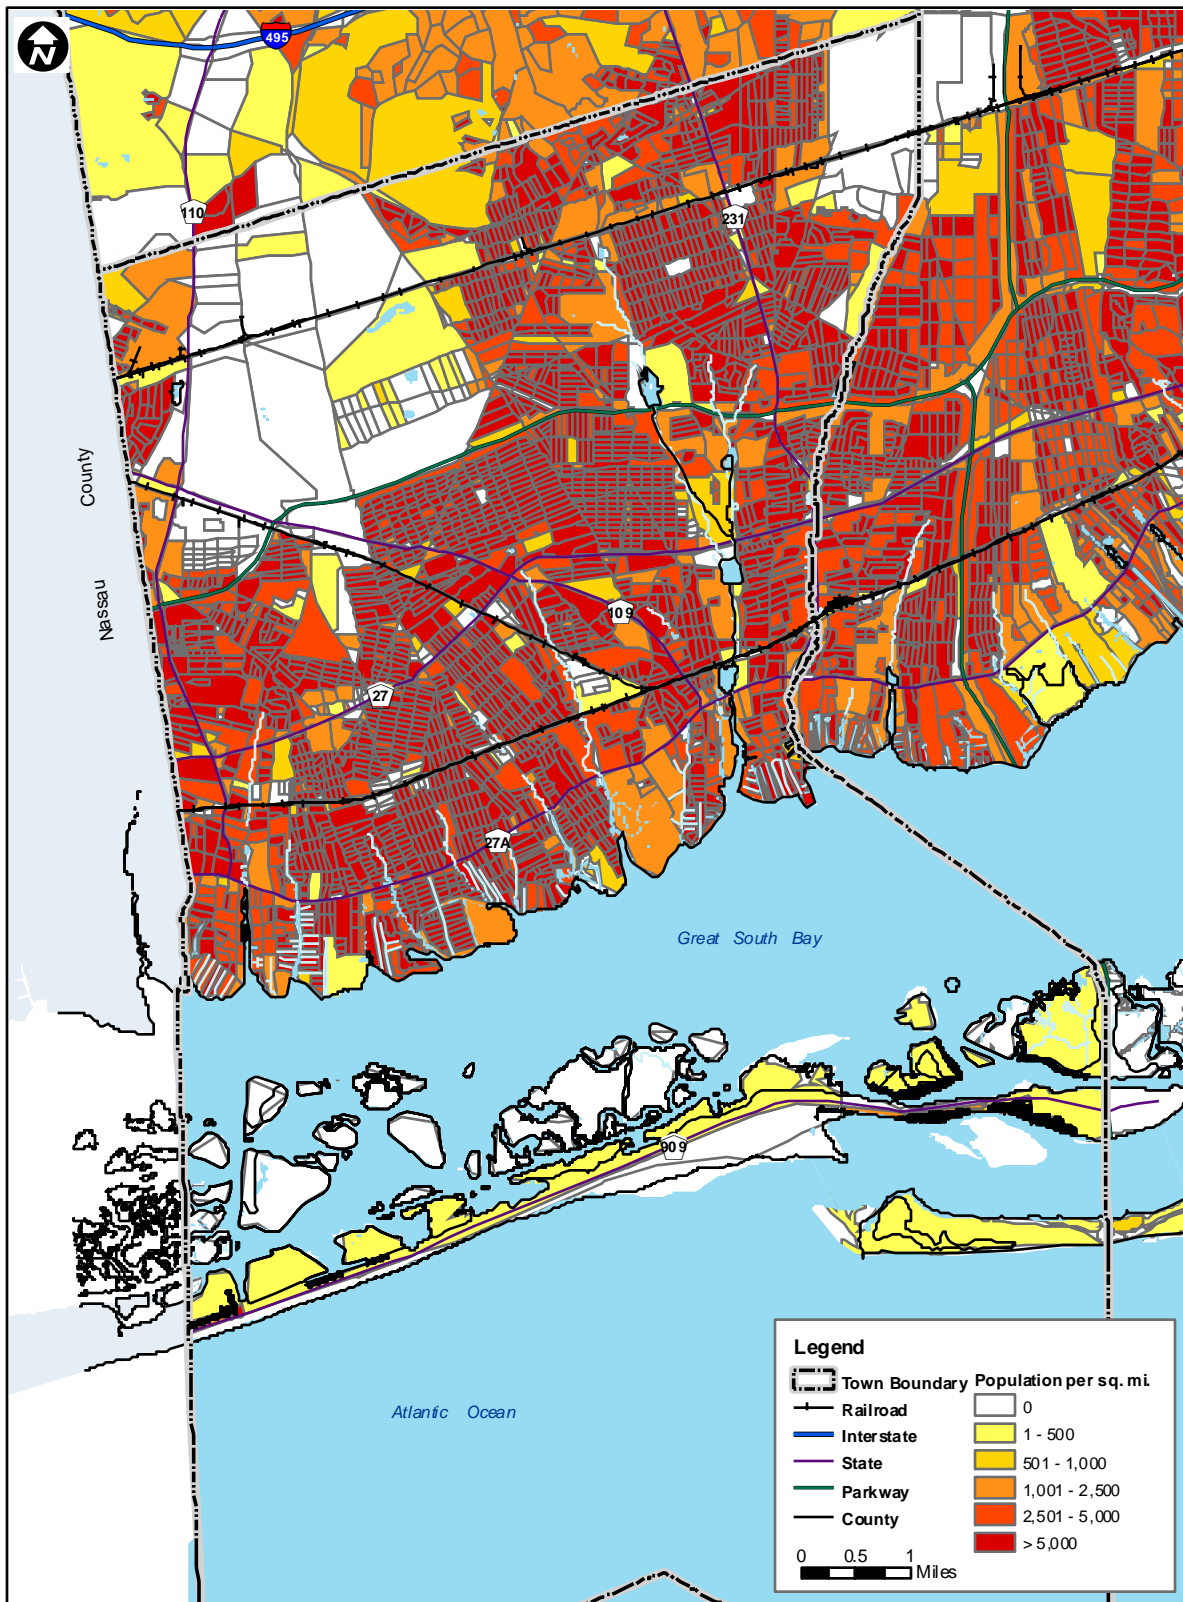 N
495
110
231
Nassau County
109
27
27A
Great South Bay
909
Atlantic Ocean
Legend
Town Boundary
Railroad
Interstate
State
Parkway
County
0 0.5 1
Miles
Population per sq. mi.
0
1 - 500
501 - 1,000
1,001 - 2,500
2,501 - 5,000
> 5,000